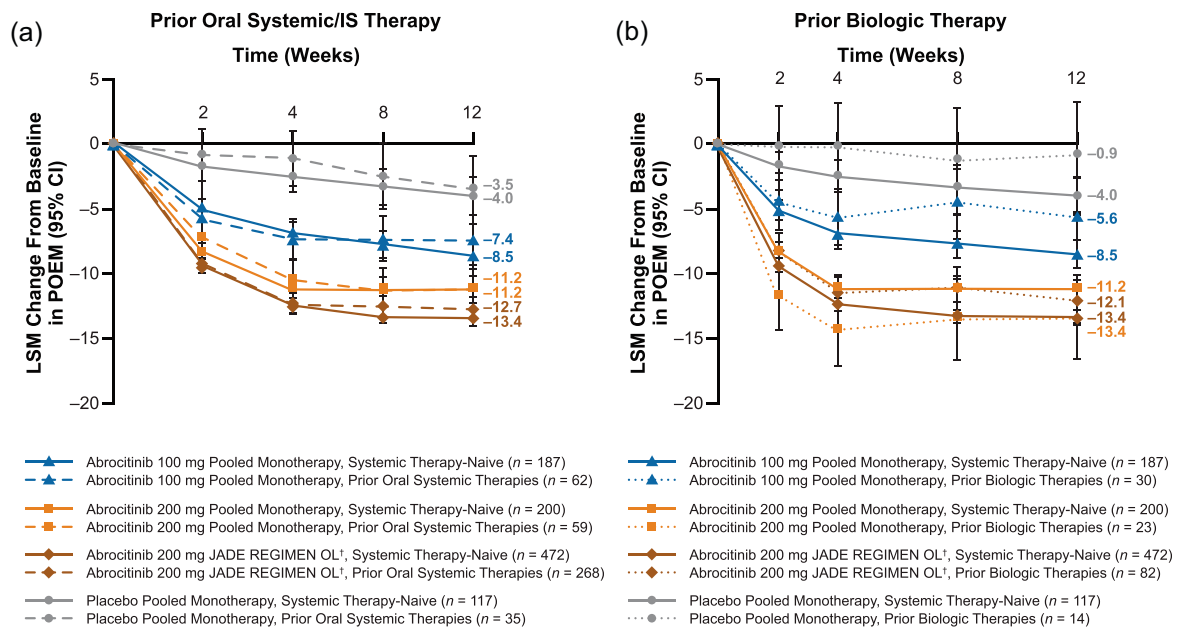 (a)
Prior Oral Systemic/IS Therapy
Time (Weeks)
LSM Change From Baseline
in POEM (95% CI)
5
0
–5
–10
–15
–20
2 4 8 12
–3.5
–4.0
–7.4
–8.5
–11.2
–11.2
–12.7
–13.4
Abrocitinib 100 mg Pooled Monotherapy, Systemic Therapy-Naive (n = 187)
Abrocitinib 100 mg Pooled Monotherapy, Prior Oral Systemic Therapies (n = 62)
Abrocitinib 200 mg Pooled Monotherapy, Systemic Therapy-Naive (n = 200)
Abrocitinib 200 mg Pooled Monotherapy, Prior Oral Systemic Therapies (n = 59)
Abrocitinib 200 mg JADE REGIMEN OL†, Systemic Therapy-Naive (n = 472)
Abrocitinib 200 mg JADE REGIMEN OL†, Prior Oral Systemic Therapies (n = 268)
Placebo Pooled Monotherapy, Systemic Therapy-Naive (n = 117)
Placebo Pooled Monotherapy, Prior Oral Systemic Therapies (n = 35)
(b)
Prior Biologic Therapy
Time (Weeks)
LSM Change From Baseline
in POEM (95% CI)
5
0
–5
–10
–15
–20
2 4 8 12
–0.9
–4.0
–5.6
–8.5
–11.2
–12.1
–13.4
–13.4
Abrocitinib 100 mg Pooled Monotherapy, Systemic Therapy-Naive (n = 187)
Abrocitinib 100 mg Pooled Monotherapy, Prior Biologic Therapies (n = 30)
Abrocitinib 200 mg Pooled Monotherapy, Systemic Therapy-Naive (n = 200)
Abrocitinib 200 mg Pooled Monotherapy, Prior Biologic Therapies (n = 23)
Abrocitinib 200 mg JADE REGIMEN OL†, Systemic Therapy-Naive (n = 472)
Abrocitinib 200 mg JADE REGIMEN OL†, Prior Biologic Therapies (n = 82)
Placebo Pooled Monotherapy, Systemic Therapy-Naive (n = 117)
Placebo Pooled Monotherapy, Prior Biologic Therapies (n = 14)